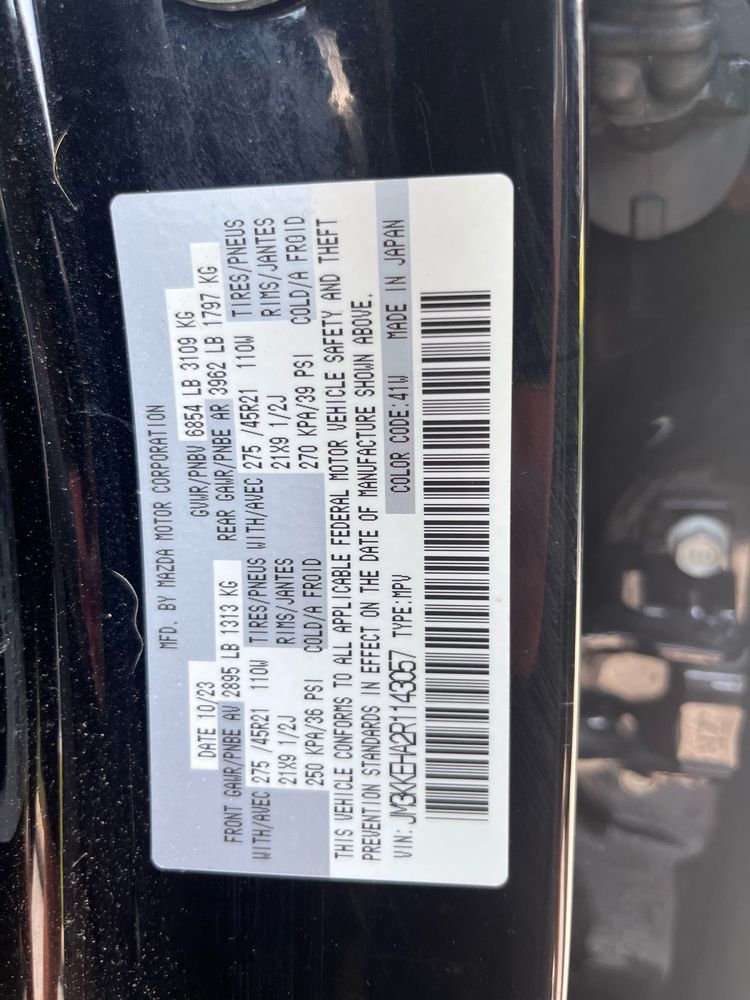 MFD. BY MAZDA MOTOR CORPORATION
DATE 10/23 GVWR/PNBV 6854 LB 3109 KG
FRONT GAWR/PNBE AV 2895 LB 1313 KG REAR GAWR/PNBE AR 3962 LB 1797 KG
WITH/AVEC 275 /45R21 110W TIRES/PNEUS WITH/AVEC 275 /45R21 110W TIRES/PNEUS
21X9 1/2J RIMS/JANTES 21X9 1/2J RIMS/JANTES
250 KPA/36 PSI COLD/A FROID 270 KPA/39 PSI COLD/A FROID
THIS VEHICLE CONFORMS TO ALL APPLICABLE FEDERAL MOTOR VEHICLE SAFETY AND THEFT
PREVENTION STANDARDS IN EFFECT ON THE DATE OF MANUFACTURE SHOWN ABOVE.
VIN: JM3KKEHA2R1143057 TYPE:MPV COLOR CODE:41W MADE IN JAPAN